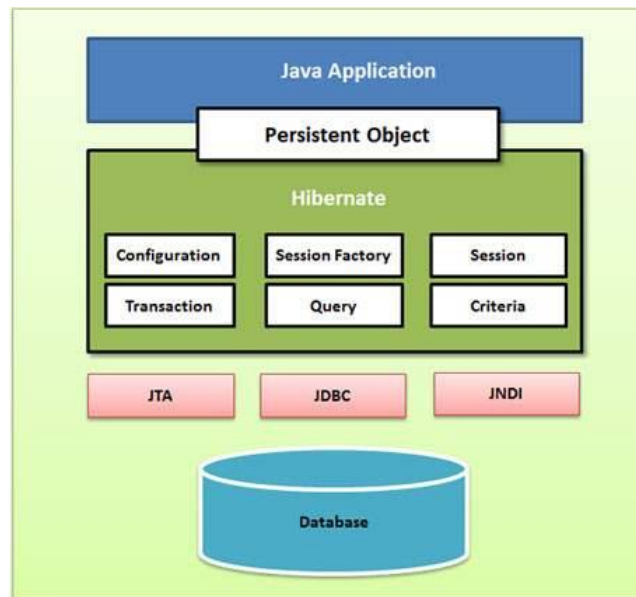 Java Application
Persistent Object
Hibernate
Configuration
Session Factory
Session
Transaction
Query
Criteria
JTA
JDBC
JNDI
Database